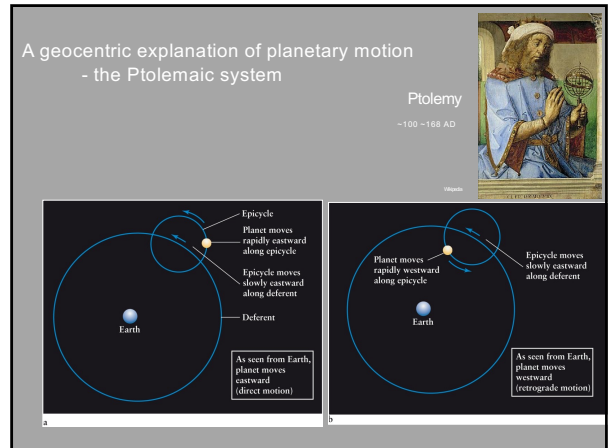 A geocentric explanation of planetary motion
- the Ptolemaic system
Ptolemy
~100 ~168 AD
Wikipedia
Epicycle
Planet moves
rapidly eastward
along epicycle
Epicycle moves
slowly eastward
along deferent
Deferent
Earth
As seen from Earth,
planet moves
eastward
(direct motion)
a
Planet moves
rapidly westward
along epicycle
Epicycle moves
slowly eastward
along deferent
Earth
As seen from Earth,
planet moves
westward
(retrograde motion)
b